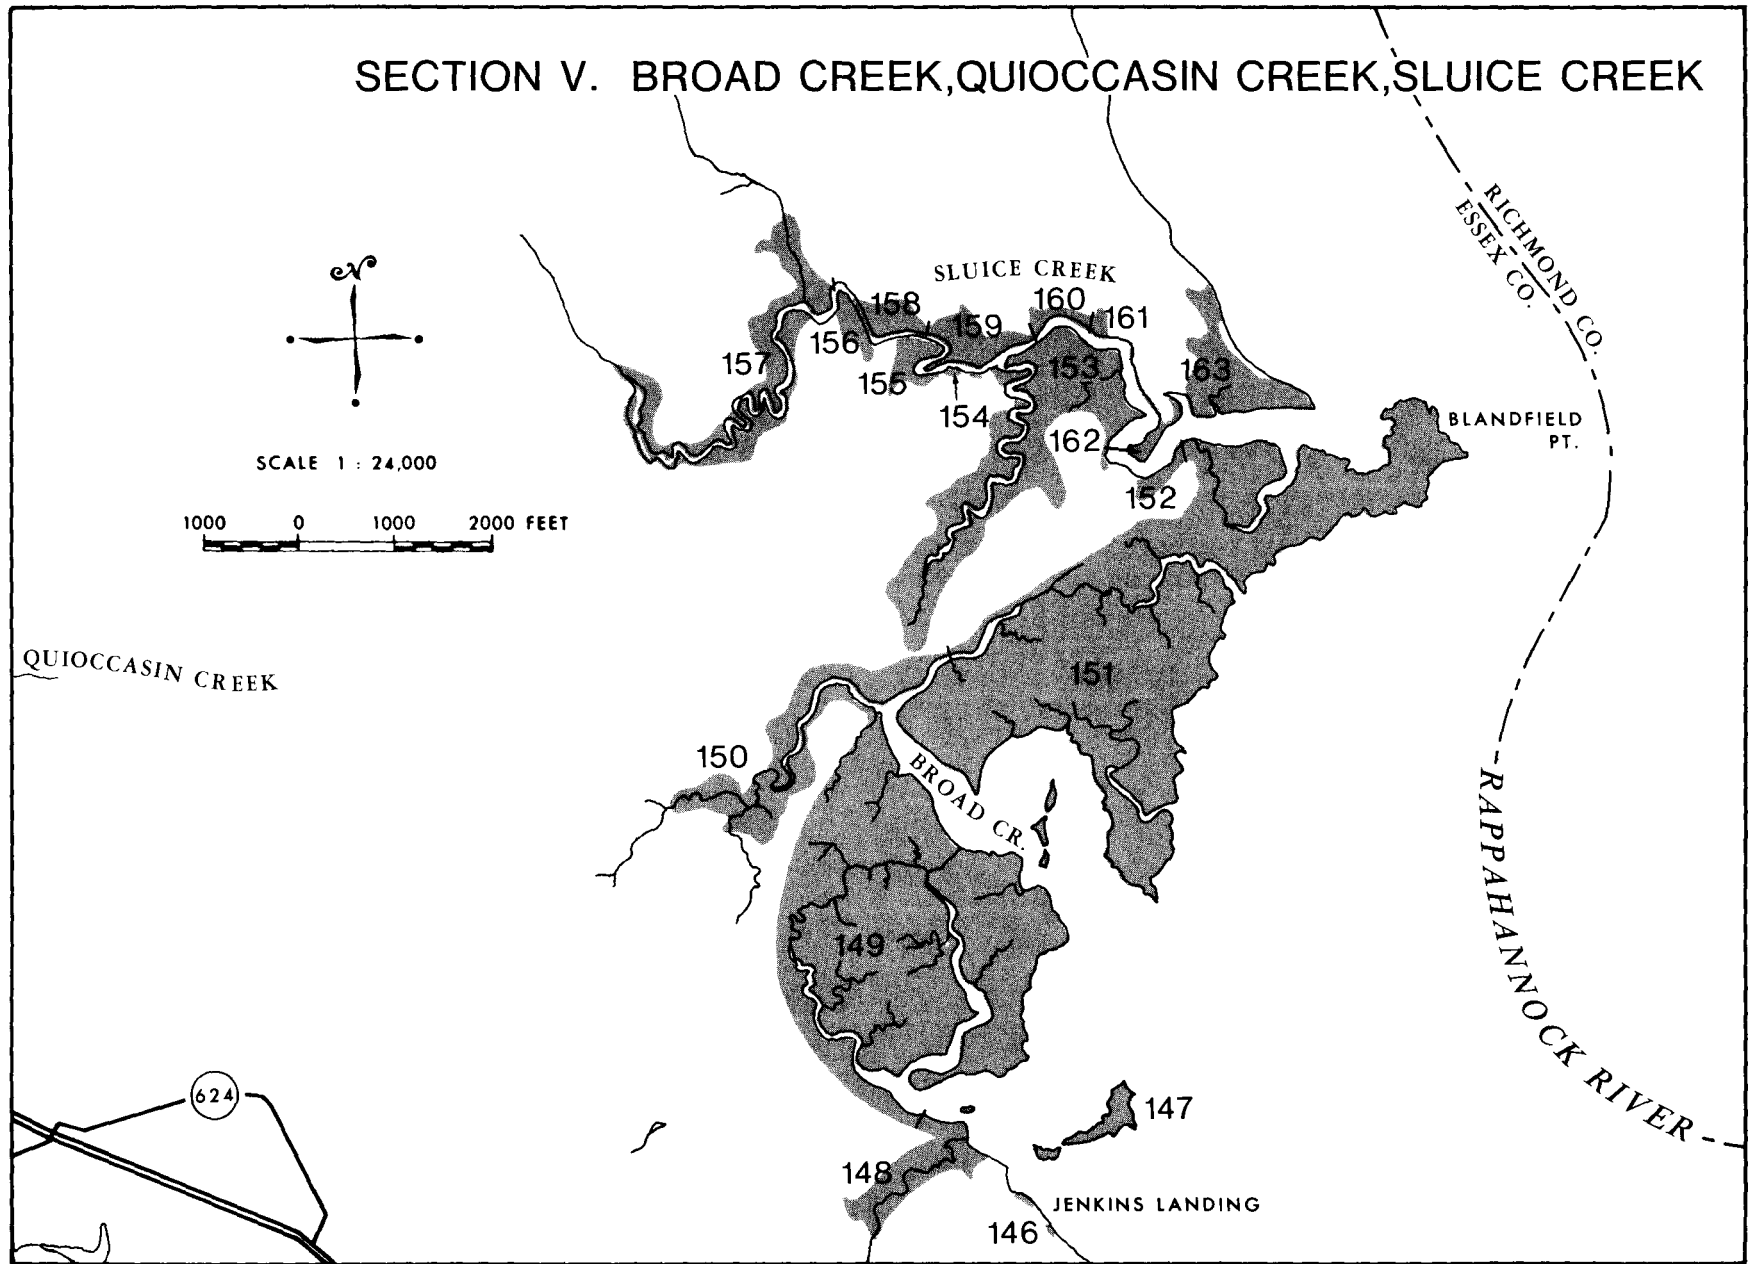 SECTION V. BROAD CREEK,QUIOCCASIN CREEK,SLUICE CREEK
RICHMOND CO.
ESSEX CO.
N
SLUICE CREEK
160
158
161
159
156
157
153
163
155
154
BLANDFIELD
PT.
162
152
SCALE 1 : 24,000
1000 0 1000 2000 FEET
QUIOCCASIN CREEK
151
150
BROAD CR.
RAPPAHANNOCK RIVER
149
624
147
148
JENKINS LANDING
146